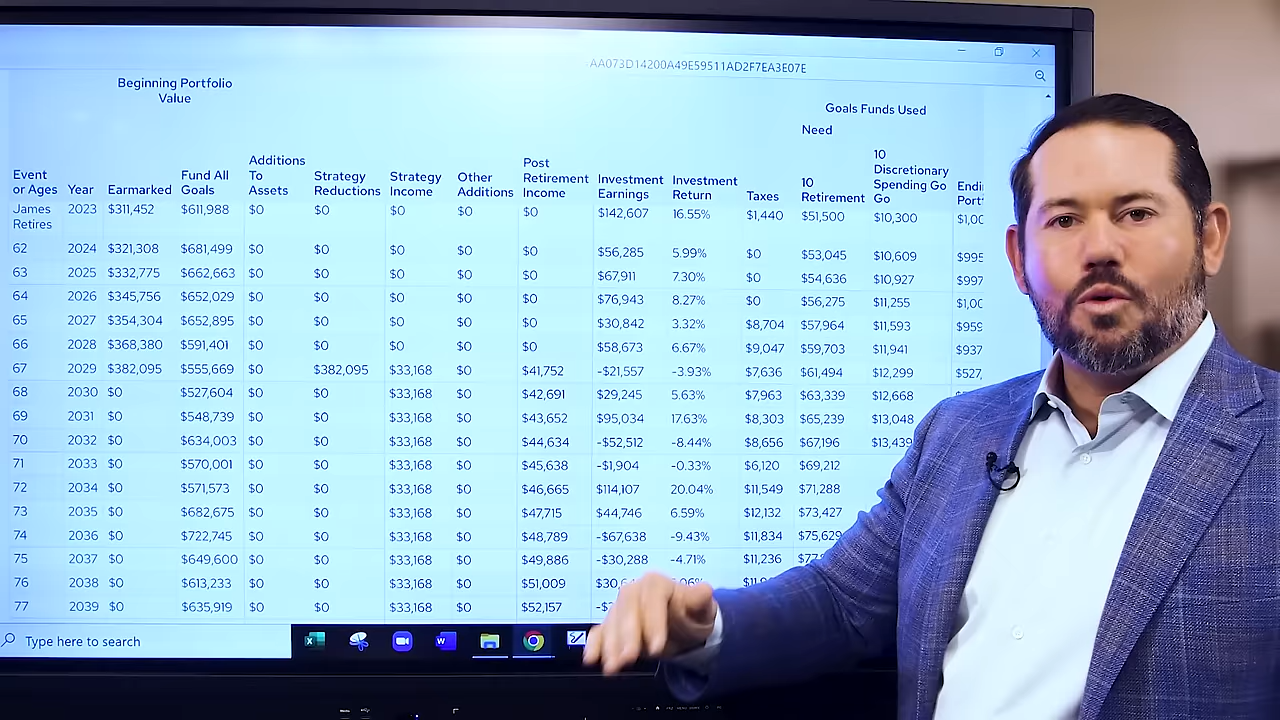 AA073D14200A49E59511AD2F7EA3E07E
Beginning Portfolio
Value
Goals Funds Used
Need
Event
or Ages
Year
Earmarked
Fund All
Goals
Additions
To
Assets
Strategy
Reductions
Strategy
Income
Other
Additions
Post
Retirement
Income
Investment
Earnings
Investment
Return
Taxes
10
Retirement
10
Discretionary
Spending Go
Go
James 2023 $311,452 $611,988 $0 $0 $0 $0 $0 $142,607 16.55% $1,440 $51,500 $10,300
Retires
62 2024 $321,308 $681,499 $0 $0 $0 $0 $0 $56,285 5.99% $0 $53,045 $10,609
63 2025 $332,775 $662,663 $0 $0 $0 $0 $0 $67,911 7.30% $0 $54,636 $10,927
64 2026 $345,756 $652,029 $0 $0 $0 $0 $0 $76,943 8.27% $0 $56,275 $11,255
65 2027 $354,304 $652,895 $0 $0 $0 $0 $0 $30,842 3.32% $8,704 $57,964 $11,593
66 2028 $368,380 $591,401 $0 $0 $0 $0 $0 $58,673 6.67% $9,047 $59,703 $11,941
67 2029 $382,095 $555,669 $0 $382,095 $33,168 $0 $41,752 -$21,557 -3.93% $7,636 $61,494 $12,299
68 2030 $0 $527,604 $0 $0 $33,168 $0 $42,691 $29,245 5.63% $7,963 $63,339 $12,668
69 2031 $0 $548,739 $0 $0 $33,168 $0 $43,652 $95,034 17.63% $8,303 $65,239 $13,048
70 2032 $0 $634,003 $0 $0 $33,168 $0 $44,634 -$52,512 -8.44% $8,656 $67,196 $13,439
71 2033 $0 $570,001 $0 $0 $33,168 $0 $45,638 -$1,904 -0.33% $6,120 $69,212
72 2034 $0 $571,573 $0 $0 $33,168 $0 $46,665 $114,107 20.04% $11,549 $71,288
73 2035 $0 $682,675 $0 $0 $33,168 $0 $47,715 $44,746 6.59% $12,132 $73,427
74 2036 $0 $722,745 $0 $0 $33,168 $0 $48,789 -$67,638 -9.43% $11,834 $75,629
75 2037 $0 $649,600 $0 $0 $33,168 $0 $49,886 -$30,288 -4.71% $11,236
76 2038 $0 $613,233 $0 $0 $33,168 $0 $51,009
77 2039 $0 $635,919 $0 $0 $33,168 $0 $52,157
Type here to search